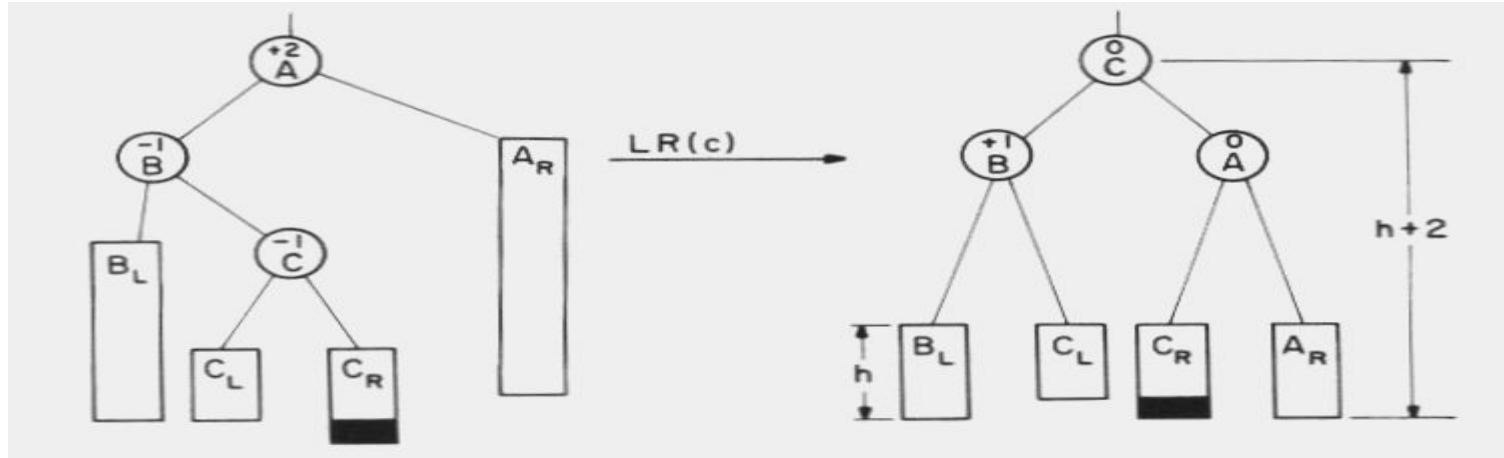 +2
A
-1
B
A_R
-1
C
B_L
C_L
C_R
LR(c)
0
C
+1
B
0
A
h+2
h
B_L
C_L
C_R
A_R